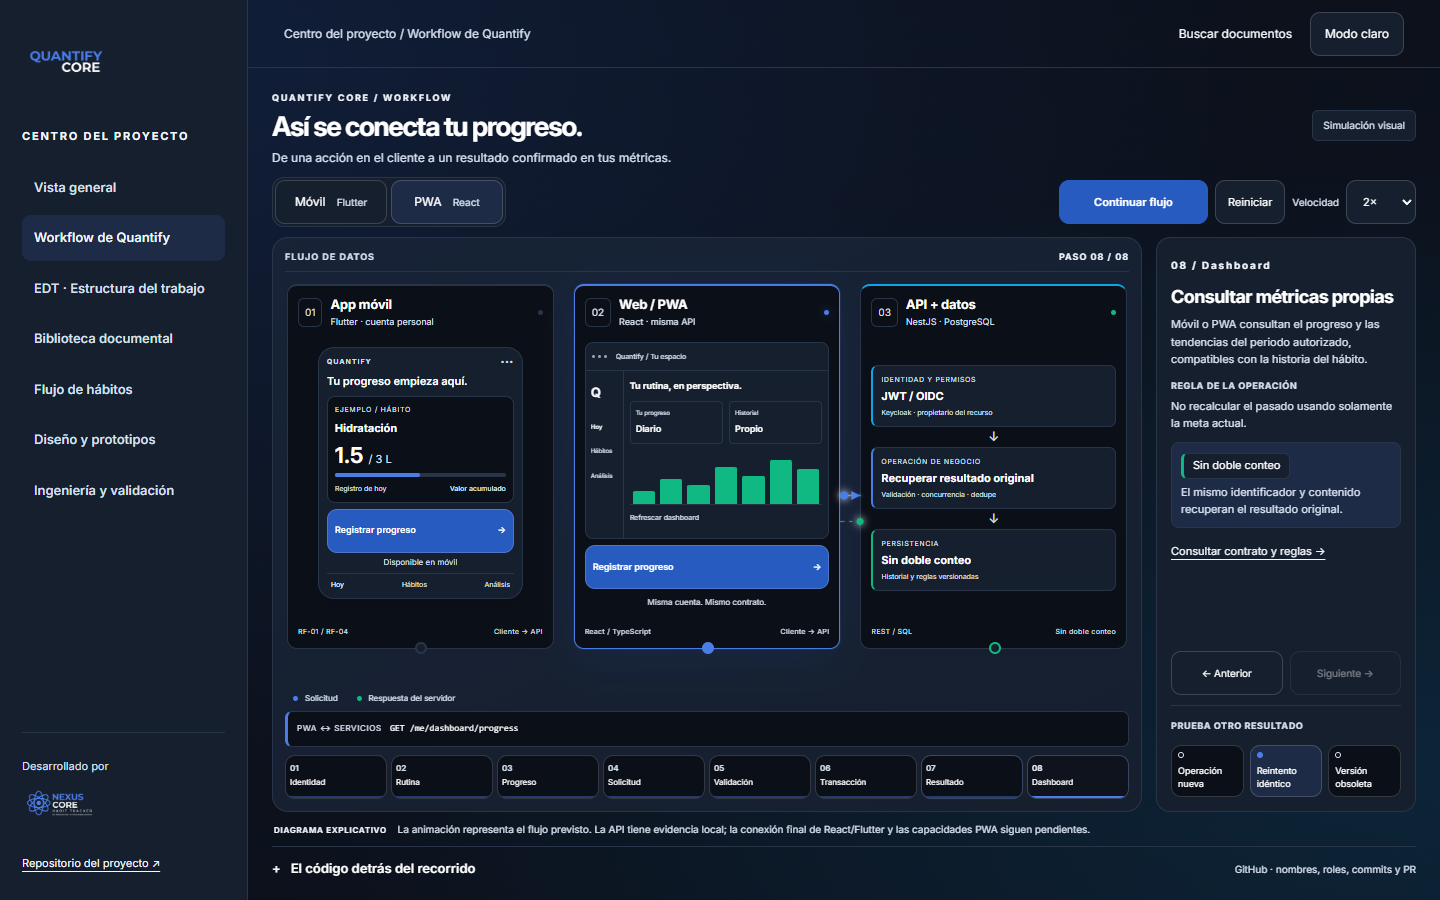 QUANTIFY
CORE
CENTRO DEL PROYECTO
Vista general
Workflow de Quantify
EDT · Estructura del trabajo
Biblioteca documental
Flujo de hábitos
Diseño y prototipos
Ingeniería y validación
Desarrollado por
NEXUS
CORE
HABIT TRACKER
Repositorio del proyecto ↗
Centro del proyecto / Workflow de Quantify
Buscar documentos
Modo claro
QUANTIFY CORE / WORKFLOW
Así se conecta tu progreso.
De una acción en el cliente a un resultado confirmado en tus métricas.
Simulación visual
Móvil Flutter
PWA React
Continuar flujo
Reiniciar
Velocidad
2×
FLUJO DE DATOS
PASO 08 / 08
01
App móvil
Flutter · cuenta personal
QUANTIFY
Tu progreso empieza aquí.
EJEMPLO / HÁBITO
Hidratación
1.5 / 3 L
Registro de hoy
Valor acumulado
Registrar progreso →
Disponible en móvil
Hoy
Hábitos
Análisis
RF-01 / RF-04
Cliente → API
02
Web / PWA
React · misma API
Quantify / Tu espacio
Q
Hoy
Hábitos
Análisis
Tu rutina, en perspectiva.
Tu progreso
Diario
Historial
Propio
Refrescar dashboard
Registrar progreso →
Misma cuenta. Mismo contrato.
React / TypeScript
Cliente → API
03
API + datos
NestJS · PostgreSQL
IDENTIDAD Y PERMISOS
JWT / OIDC
Keycloak · propietario del recurso
↓
OPERACIÓN DE NEGOCIO
Recuperar resultado original
Validación · concurrencia · dedupe
↓
PERSISTENCIA
Sin doble conteo
Historial y reglas versionadas
REST / SQL
Sin doble conteo
Solicitud
Respuesta del servidor
PWA ↔ SERVICIOS GET /me/dashboard/progress
01
Identidad
02
Rutina
03
Progreso
04
Solicitud
05
Validación
06
Transacción
07
Resultado
08
Dashboard
08 / Dashboard
Consultar métricas propias
Móvil o PWA consultan el progreso y las
tendencias del periodo autorizado,
compatibles con la historia del hábito.
REGLA DE LA OPERACIÓN
No recalcular el pasado usando solamente
la meta actual.
Sin doble conteo
El mismo identificador y contenido
recuperan el resultado original.
Consultar contrato y reglas →
← Anterior
Siguiente →
PRUEBA OTRO RESULTADO
Operación
nueva
Reintento
idéntico
Versión
obsoleta
DIAGRAMA EXPLICATIVO La animación representa el flujo previsto. La API tiene evidencia local; la conexión final de React/Flutter y las capacidades PWA siguen pendientes.
+ El código detrás del recorrido
GitHub · nombres, roles, commits y PR